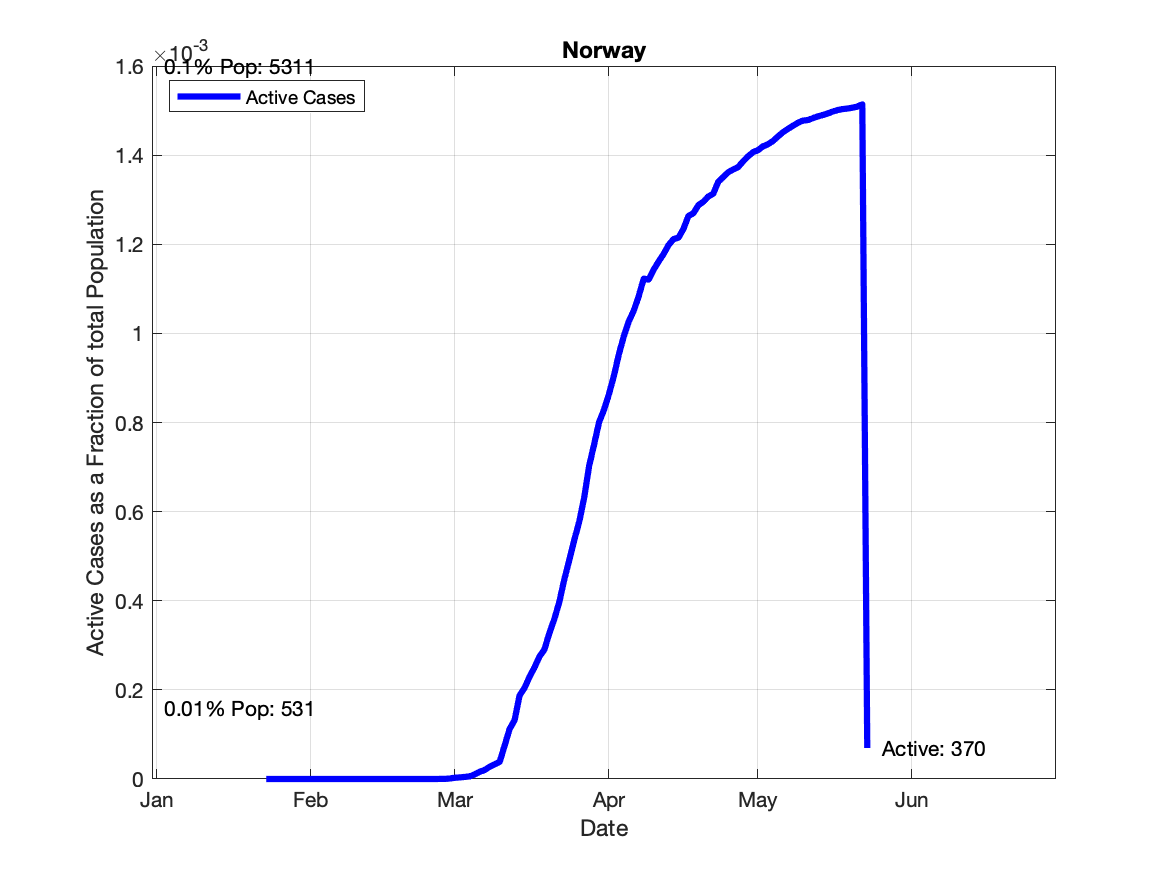 Norway
×10-3
0.1% Pop: 5311
Active Cases
1.6
1.4
1.2
1
0.8
0.6
0.4
0.2
0
Active Cases as a Fraction of total Population
0.01% Pop: 531
Active: 370
Jan Feb Mar Apr May Jun
Date